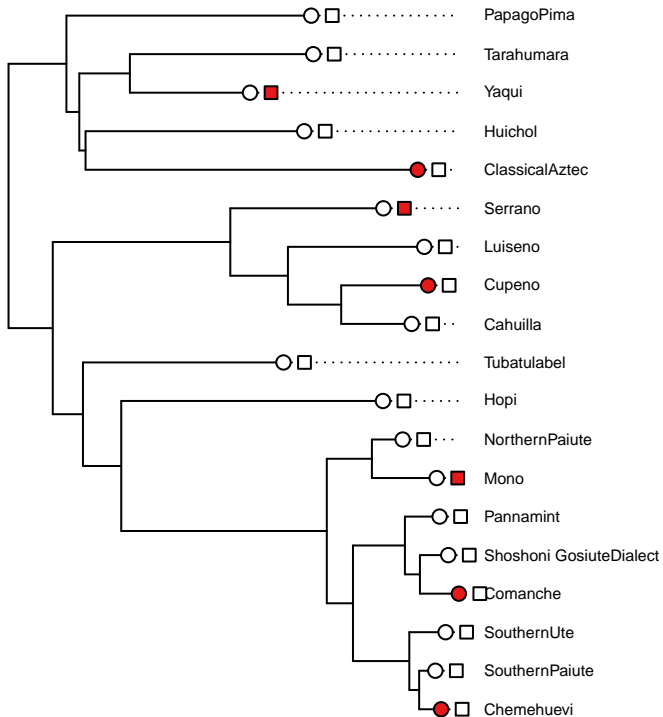 PapagoPima
Tarahumara
Yaqui
Huichol
ClassicalAztec
Serrano
Luiseno
Cupeno
Cahuilla
Tubatulabel
Hopi
NorthernPaiute
Mono
Pannamint
Shoshoni GosiuteDialect
Comanche
SouthernUte
SouthernPaiute
Chemehuevi